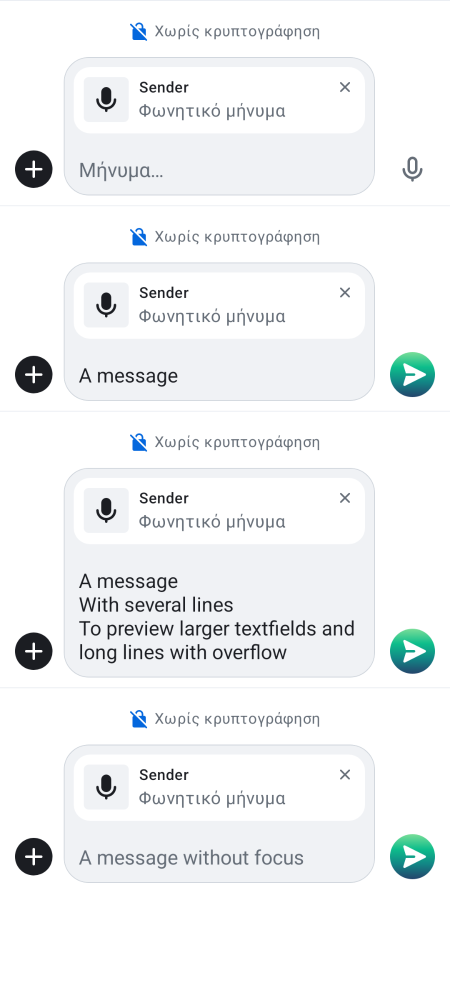 Χωρίς κρυπτογράφηση
Sender
Φωνητικό μήνυμα
Μήνυμα…
Χωρίς κρυπτογράφηση
Sender
Φωνητικό μήνυμα
A message
Χωρίς κρυπτογράφηση
Sender
Φωνητικό μήνυμα
A message
With several lines
To preview larger textfields and
long lines with overflow
Χωρίς κρυπτογράφηση
Sender
Φωνητικό μήνυμα
A message without focus